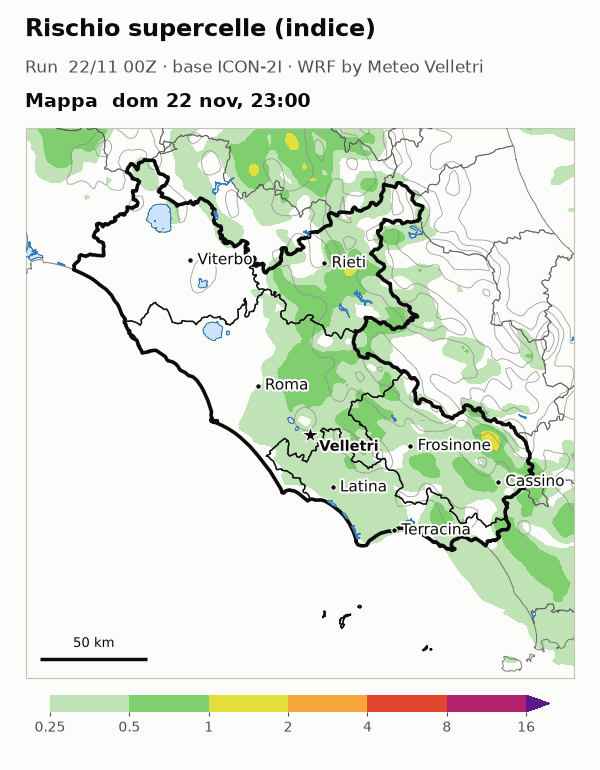 Rischio supercelle (indice)
Run  22/11 00Z · base ICON-2I · WRF by Meteo Velletri
Mappa  dom 22 nov, 23:00
Viterbo
Rieti
Roma
Velletri
Frosinone
Cassino
Latina
Terracina
50 km
0.25 0.5 1 2 4 8 16